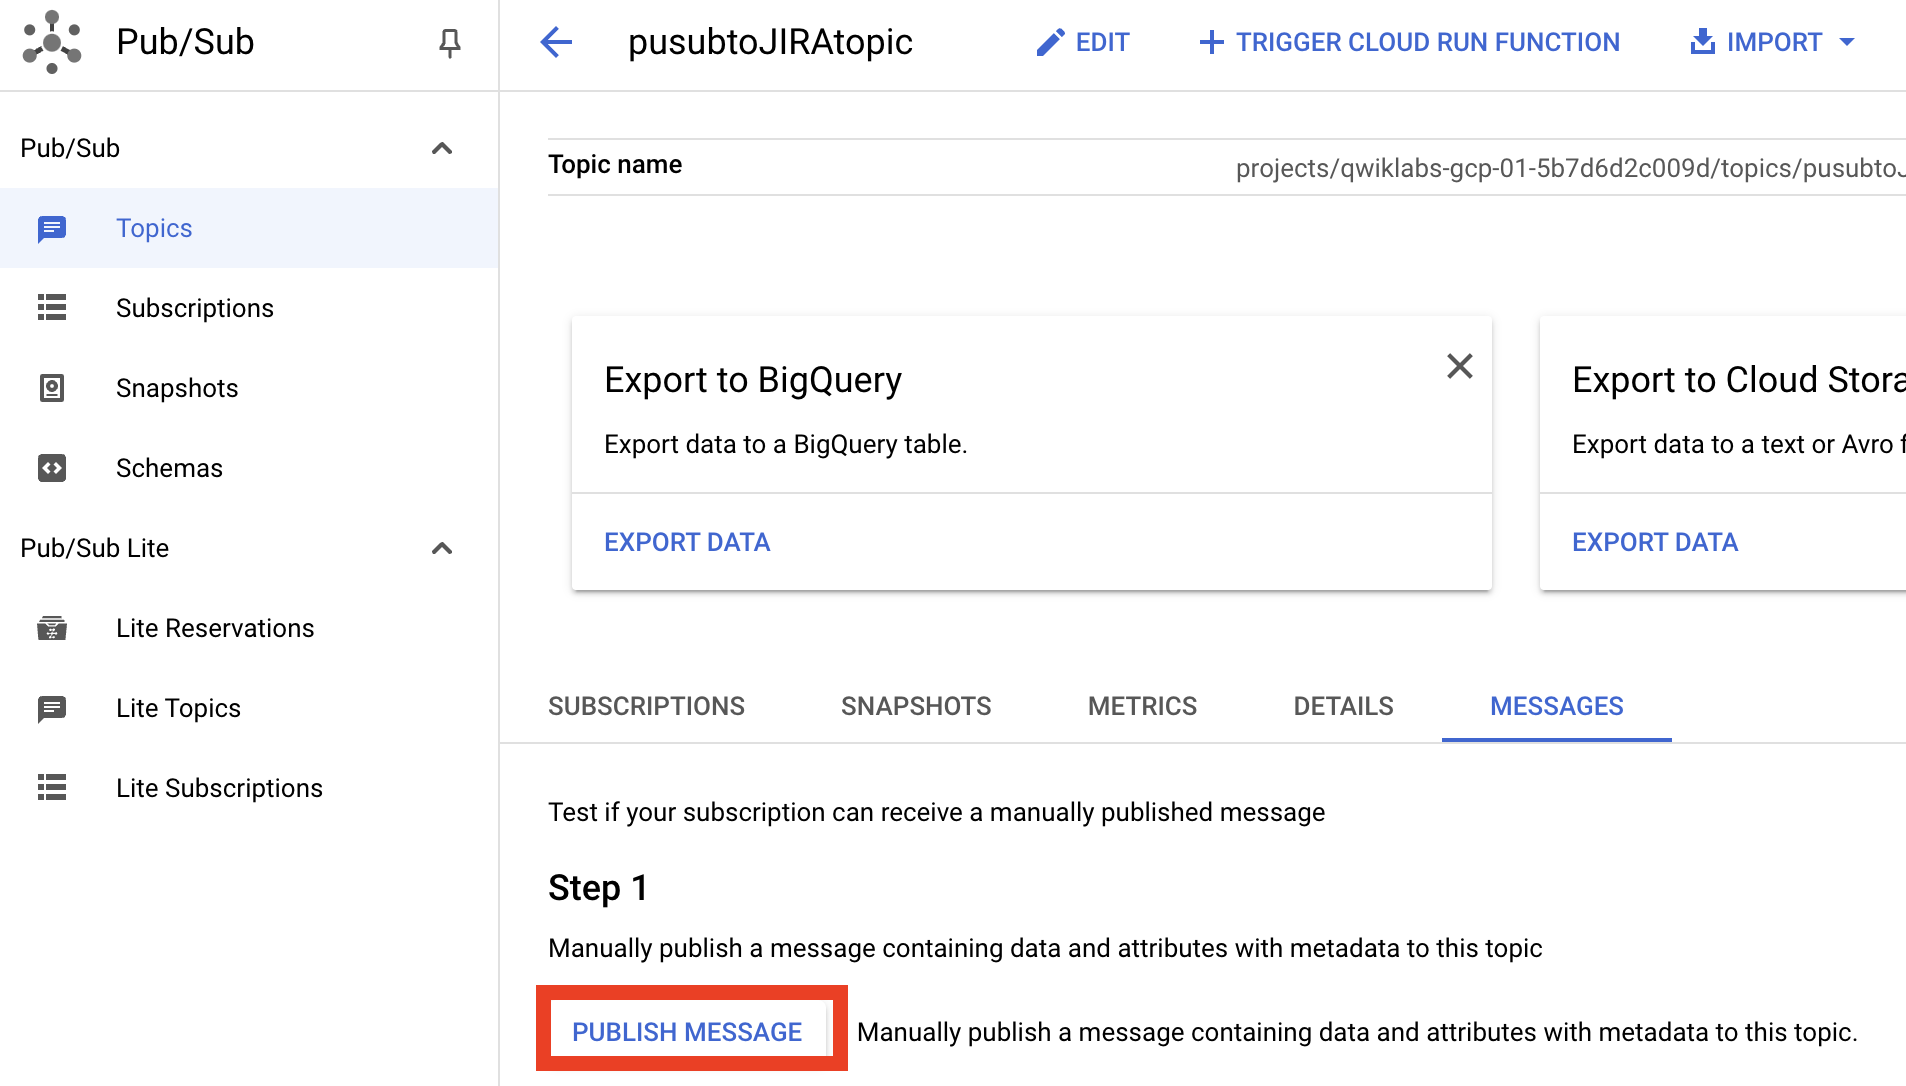 Pub/Sub
pusubtoJIRAtopic
EDIT
TRIGGER CLOUD RUN FUNCTION
IMPORT
Pub/Sub
Topics
Subscriptions
Snapshots
Schemas
Pub/Sub Lite
Lite Reservations
Lite Topics
Lite Subscriptions
Topic name
projects/qwiklabs-gcp-01-5b7d6d2c009d/topics/pusubtoJ
Export to BigQuery
Export data to a BigQuery table.
EXPORT DATA
Export to Cloud Stora
Export data to a text or Avro f
EXPORT DATA
SUBSCRIPTIONS
SNAPSHOTS
METRICS
DETAILS
MESSAGES
Test if your subscription can receive a manually published message
Step 1
Manually publish a message containing data and attributes with metadata to this topic
PUBLISH MESSAGE
Manually publish a message containing data and attributes with metadata to this topic.